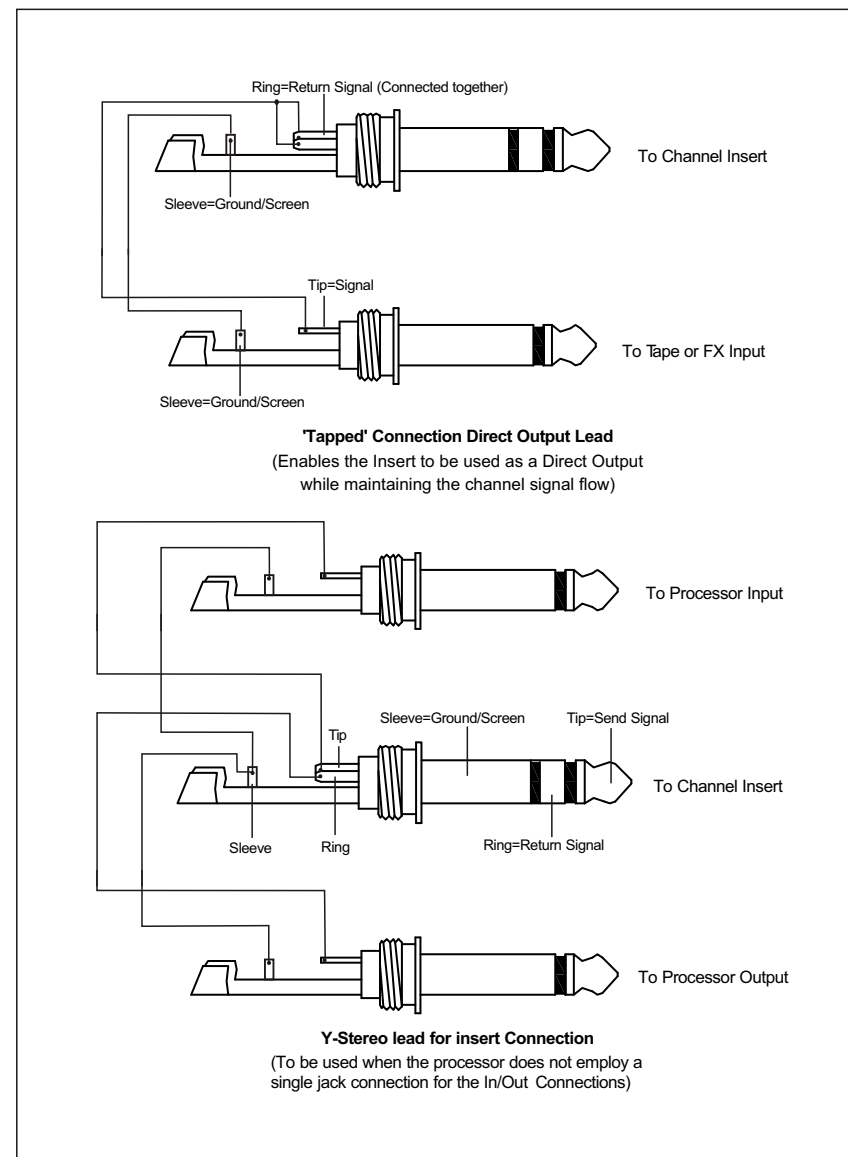 Ring=Return Signal (Connected together)
To Channel Insert
Sleeve=Ground/Screen
Tip=Signal
To Tape or FX Input
Sleeve=Ground/Screen
'Tapped' Connection Direct Output Lead
(Enables the Insert to be used as a Direct Output
while maintaining the channel signal flow)
To Processor Input
Sleeve=Ground/Screen
Tip=Send Signal
Tip
To Channel Insert
Sleeve
Ring
Ring=Return Signal
To Processor Output
Y-Stereo lead for insert Connection
(To be used when the processor does not employ a
single jack connection for the In/Out Connections)